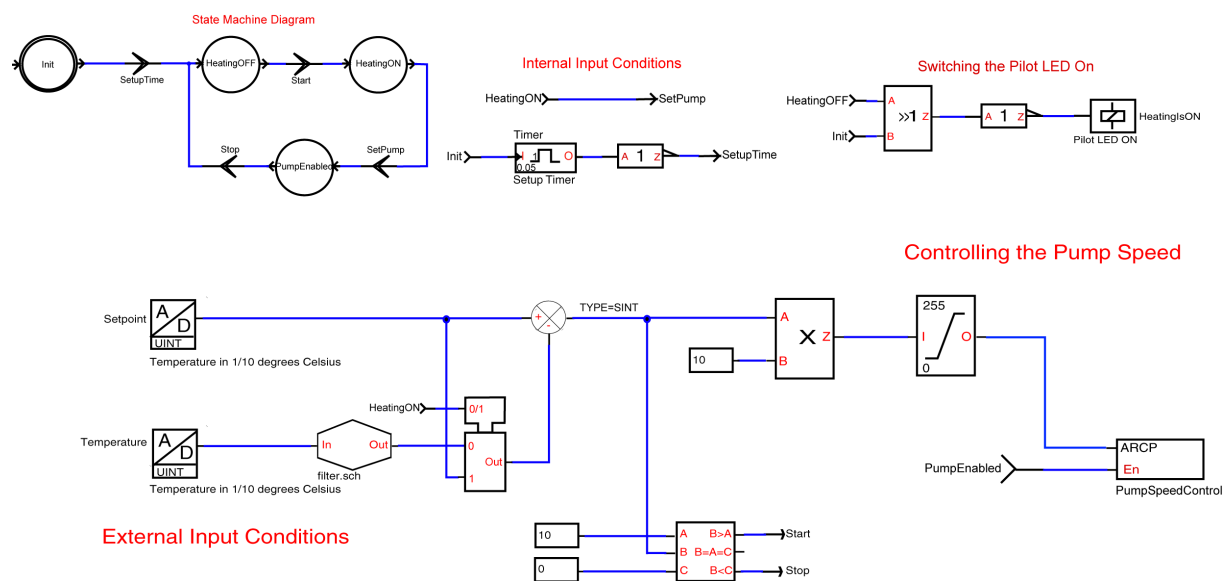 State Machine Diagram
Init
SetupTime
HeatingOFF
Start
HeatingON
Stop
PumpEnabled
SetPump
Internal Input Conditions
HeatingON
SetPump
Timer
Init
I
1
O
0.05
Setup Timer
A 1 Z
SetupTime
Switching the Pilot LED On
HeatingOFF
A
>>1 Z
Init
B
A 1 Z
HeatingIsON
Pilot LED ON
Controlling the Pump Speed
Setpoint
A
D
UINT
Temperature in 1/10 degrees Celsius
+
-
TYPE=SINT
A
X Z
10
B
255
I
O
0
HeatingON
0/1
Temperature
A
D
UINT
In
Out
filter.sch
0
Out
1
Temperature in 1/10 degrees Celsius
PumpEnabled
ARCP
En
PumpSpeedControl
External Input Conditions
10
A
B>A
Start
B
B=A=C
0
C
B<C
Stop